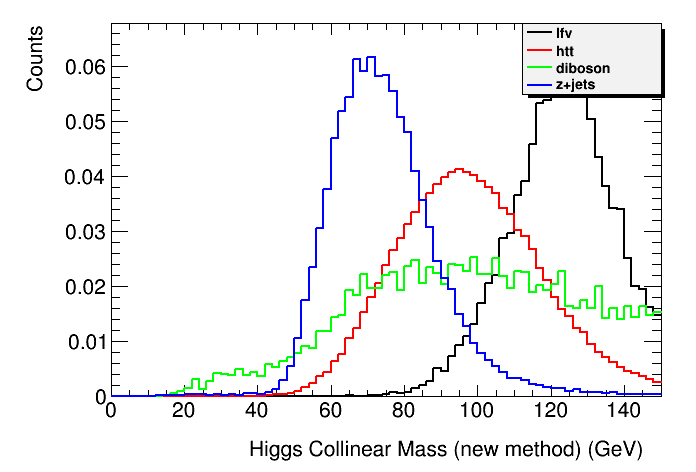 Counts
lfv
htt
diboson
z+jets
0.06
0.05
0.04
0.03
0.02
0.01
0
0 20 40 60 80 100 120 140
Higgs Collinear Mass (new method) (GeV)